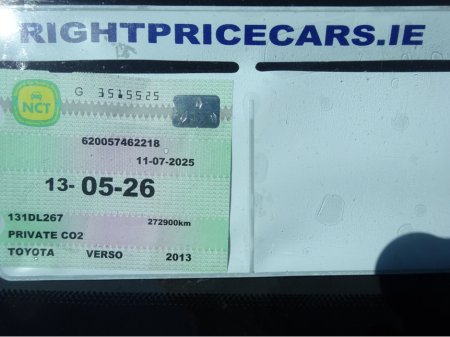 RIGHTPRICECARS.IE
NCT
G 3515525
620057462218
11-07-2025
13- 05-26
131DL267 272900km
PRIVATE CO2
TOYOTA VERSO 2013